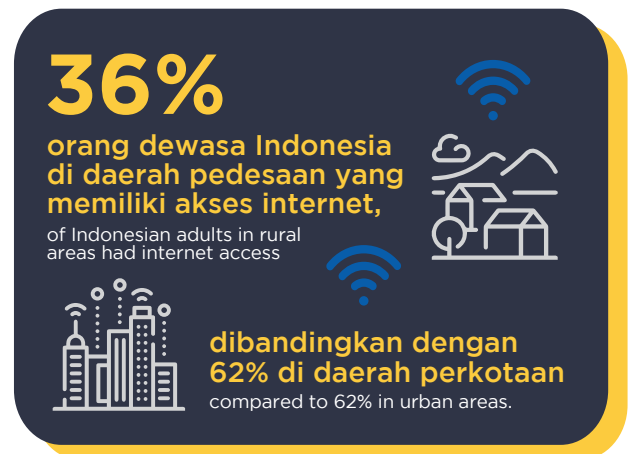 36%
orang dewasa Indonesia
di daerah pedesaan yang
memiliki akses internet,
of Indonesian adults in rural
areas had internet access
dibandingkan dengan
62% di daerah perkotaan
compared to 62% in urban areas.